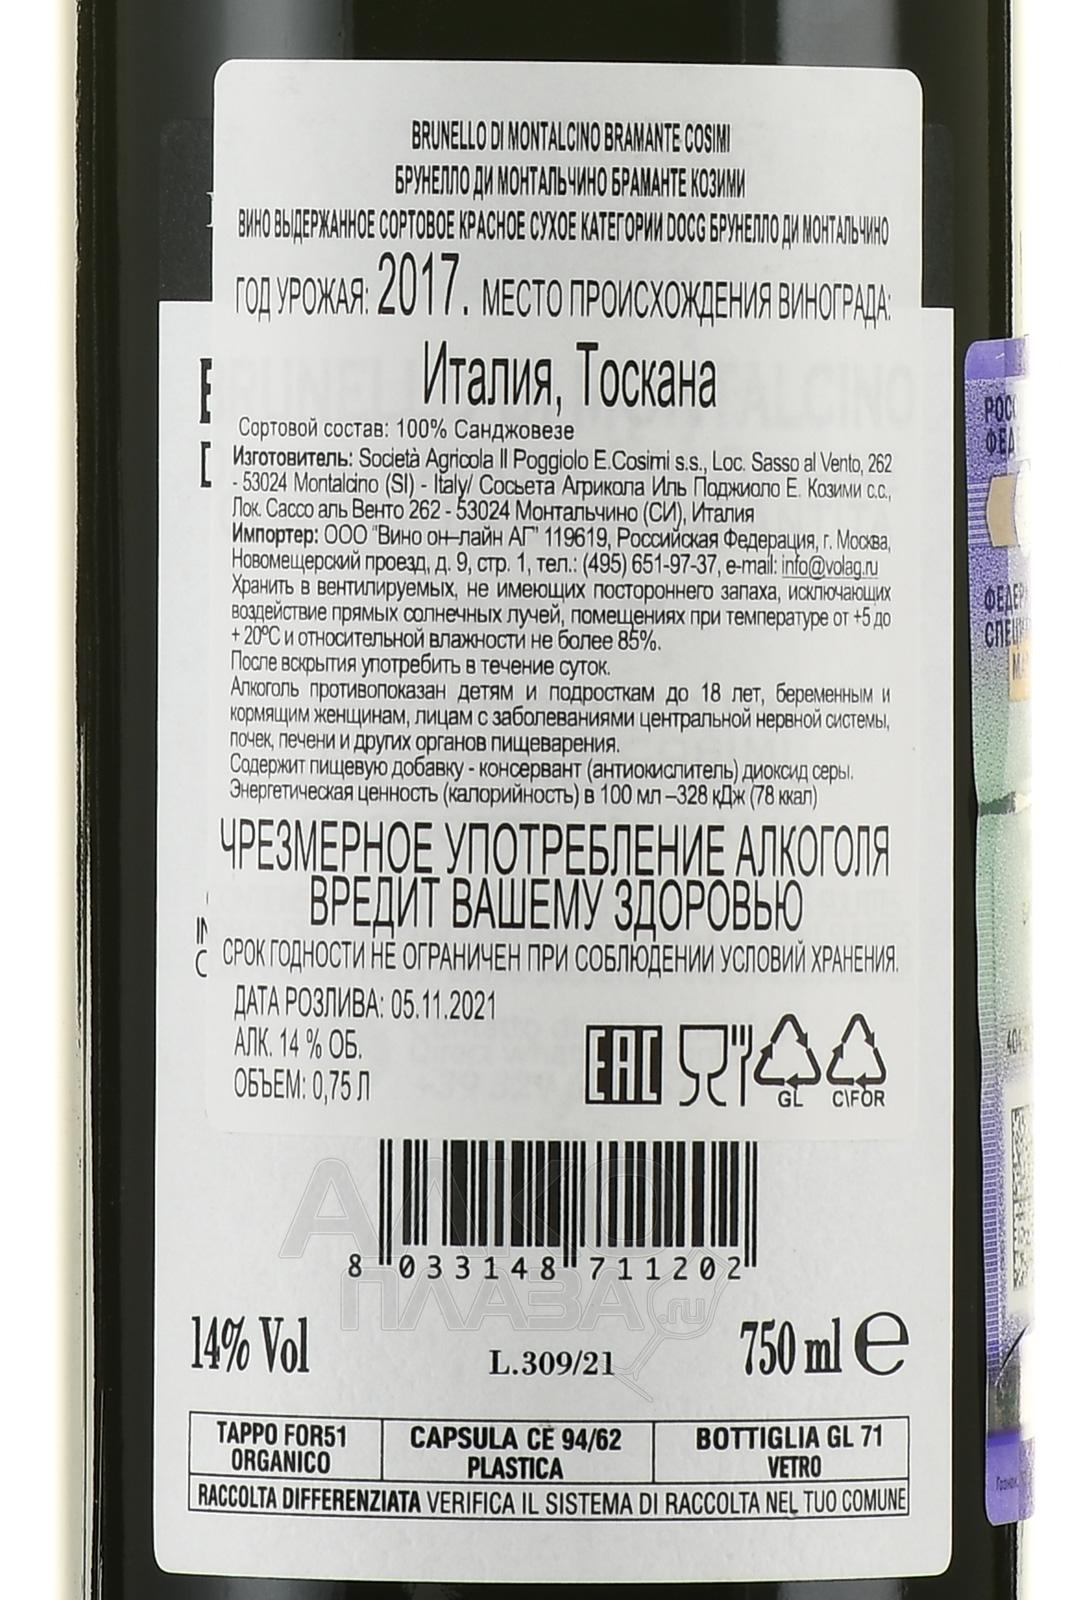 BRUNELLO DI MONTALCINO BRAMANTE COSIMI
БРУНЕЛЛО ДИ МОНТАЛЬЧИНО БРАМАНТЕ КОЗИМИ
ВИНО ВЫДЕРЖАННОЕ СОРТОВОЕ КРАСНОЕ СУХОЕ КАТЕГОРИИ DOCG БРУНЕЛЛО ДИ МОНТАЛЬЧИНО
ГОД УРОЖАЯ: 2017. МЕСТО ПРОИСХОЖДЕНИЯ ВИНОГРАДА:
Италия, Тоскана
Сортовой состав: 100% Санджовезе
Изготовитель: Società Agricola Il Poggiolo E.Cosimi s.s., Loc. Sasso al Vento, 262
- 53024 Montalcino (SI) - Italy/ Сосьета Агрикола Иль Поджиоло Е. Козими с.с.,
Лок. Сассо аль Венто 262 - 53024 Монтальчино (СИ), Италия
Импортер: ООО "Вино он–лайн АГ" 119619, Российская Федерация, г. Москва,
Новомещерский проезд, д. 9, стр. 1, тел.: (495) 651-97-37, e-mail: info@volag.ru
Хранить в вентилируемых, не имеющих постороннего запаха, исключающих
воздействие прямых солнечных лучей, помещениях при температуре от +5 до
+ 20ºС и относительной влажности не более 85%.
После вскрытия употребить в течение суток.
Алкоголь противопоказан детям и подросткам до 18 лет, беременным и
кормящим женщинам, лицам с заболеваниями центральной нервной системы,
почек, печени и других органов пищеварения.
Содержит пищевую добавку - консервант (антиокислитель) диоксид серы.
Энергетическая ценность (калорийность) в 100 мл –328 кДж (78 ккал)
ЧРЕЗМЕРНОЕ УПОТРЕБЛЕНИЕ АЛКОГОЛЯ
ВРЕДИТ ВАШЕМУ ЗДОРОВЬЮ
СРОК ГОДНОСТИ НЕ ОГРАНИЧЕН ПРИ СОБЛЮДЕНИИ УСЛОВИЙ ХРАНЕНИЯ.
ДАТА РОЗЛИВА: 05.11.2021
АЛК. 14 % ОБ.
ОБЪЕМ: 0,75 Л
EAC
GL C\FOR
8 033148 711202
АЛКО
ПЛАЗА.ru
14% Vol L.309/21 750 ml e
TAPPO FOR51
ORGANICO
CAPSULA CE 94/62
PLASTICA
BOTTIGLIA GL 71
VETRO
RACCOLTA DIFFERENZIATA VERIFICA IL SISTEMA DI RACCOLTA NEL TUO COMUNE